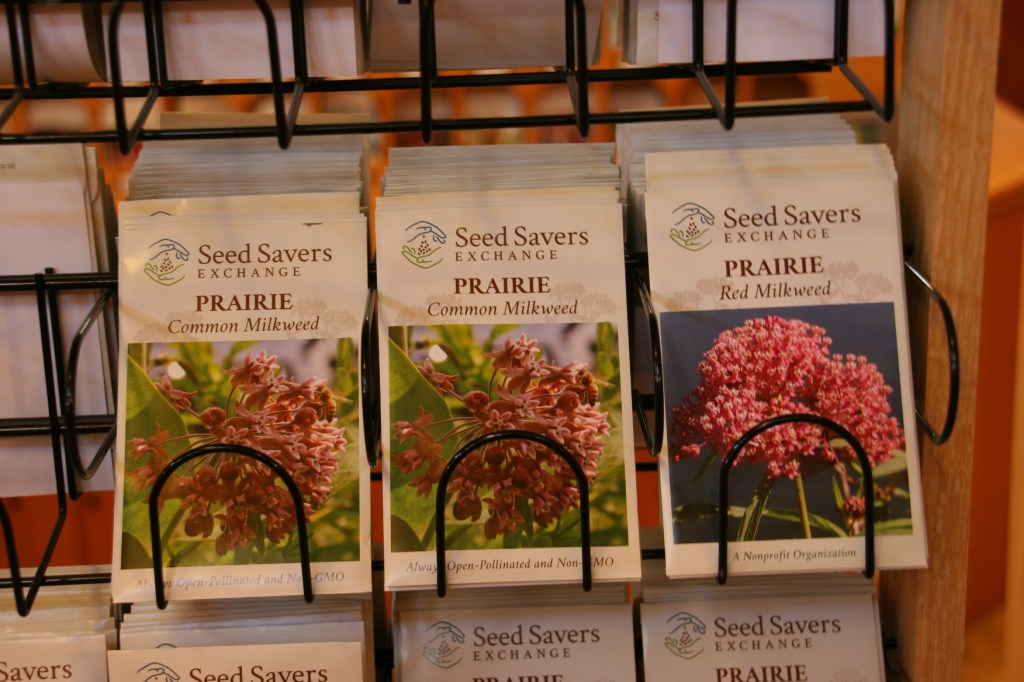 Seed Savers
EXCHANGE
PRAIRIE
Common Milkweed
Always Open-Pollinated and Non-GMO
Seed Savers
EXCHANGE
PRAIRIE
Common Milkweed
Always Open-Pollinated and Non-GMO
Seed Savers
EXCHANGE
PRAIRIE
Red Milkweed
A Nonprofit Organization
Savers
Seed Savers
Seed Savers
EXCHANGE
PRAIRIE
Seed Savers
EXCHANGE
PRAIRIE